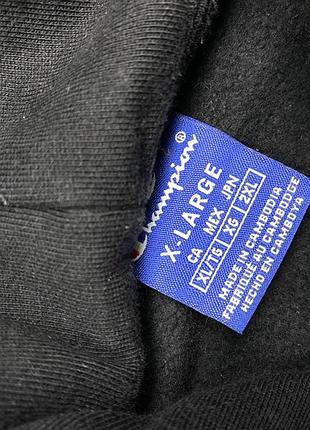 Champion®
X-LARGE
CA MEX JPN
XL/TG XG 2XL
MADE IN CAMBODIA
FABRIQUÉ AU CAMBODGE
HECHO EN CAMBOYA